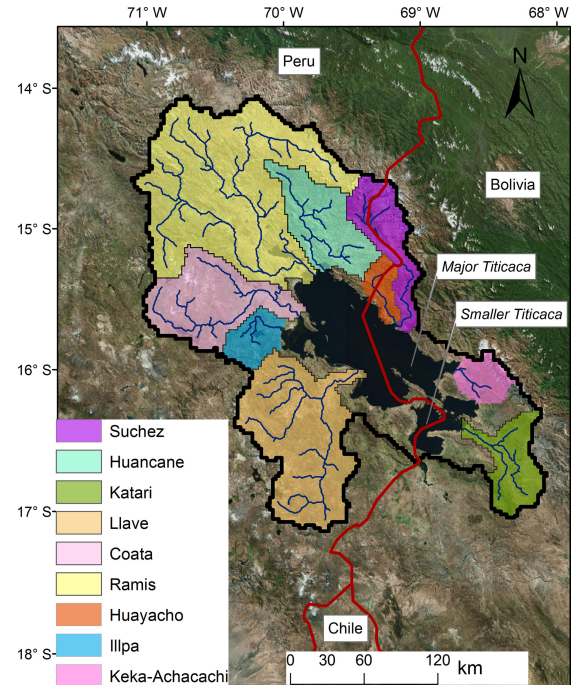 71° W 70° W 69° W 68° W
14° S
15° S
16° S
17° S
18° S
Peru
N
Bolivia
Major Titicaca
Smaller Titicaca
Suchez
Huancane
Katari
Llave
Coata
Ramis
Huayacho
Illpa
Keka-Achacachi
Chile
0 30 60 120
km